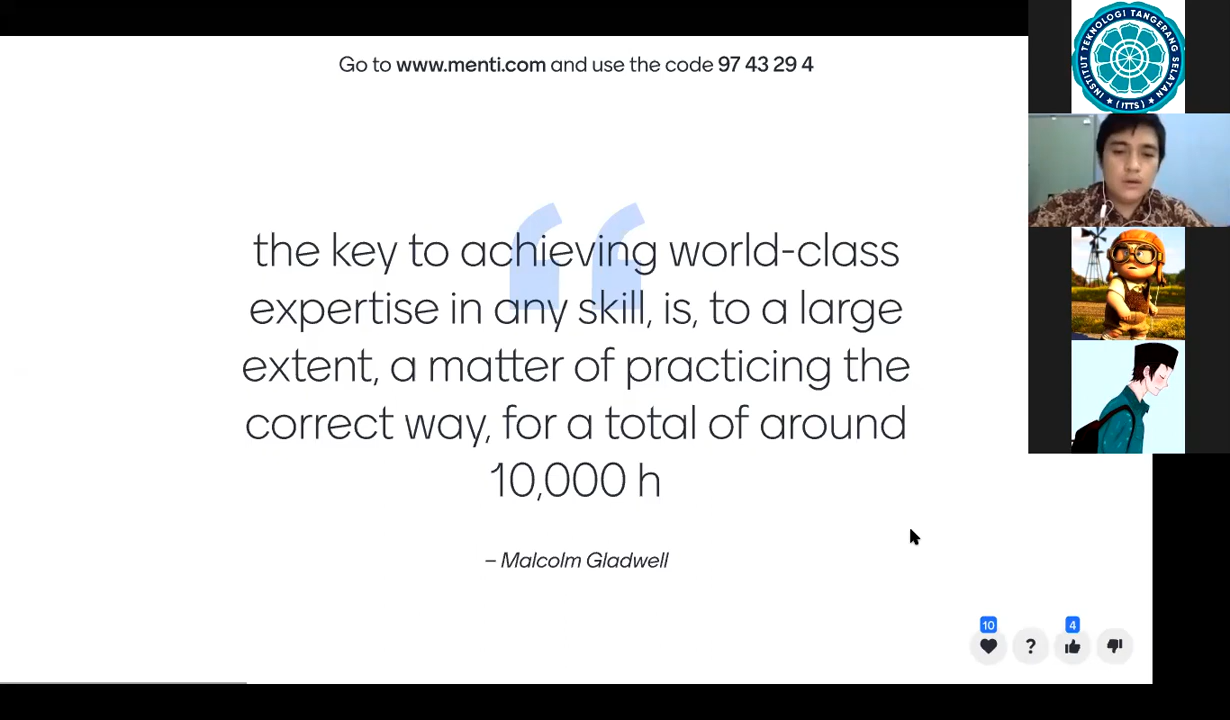 Go to www.menti.com and use the code 97 43 29 4
the key to achieving world-class
expertise in any skill, is, to a large
extent, a matter of practicing the
correct way, for a total of around
10,000 h
– Malcolm Gladwell
10
?
4
INSTITUT TEKNOLOGI TANGERANG SELATAN
(ITTS)